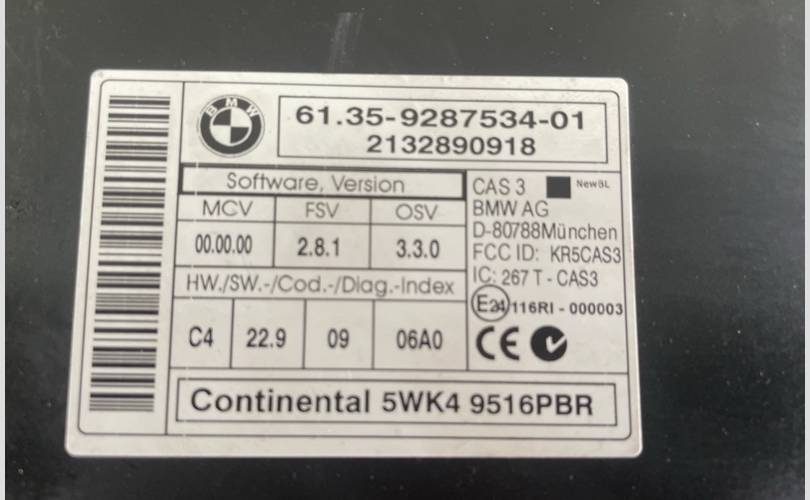 BMW
61.35-9287534-01
2132890918
Software, Version
MCV FSV OSV
00.00.00 2.8.1 3.3.0
HW./SW.-/Cod.-/Diag.-Index
C4 22.9 09 06A0
CAS 3 NewBL
BMW AG
D-80788München
FCC ID: KR5CAS3
IC: 267 T - CAS3
E24 116RI - 000003
CE
Continental 5WK4 9516PBR